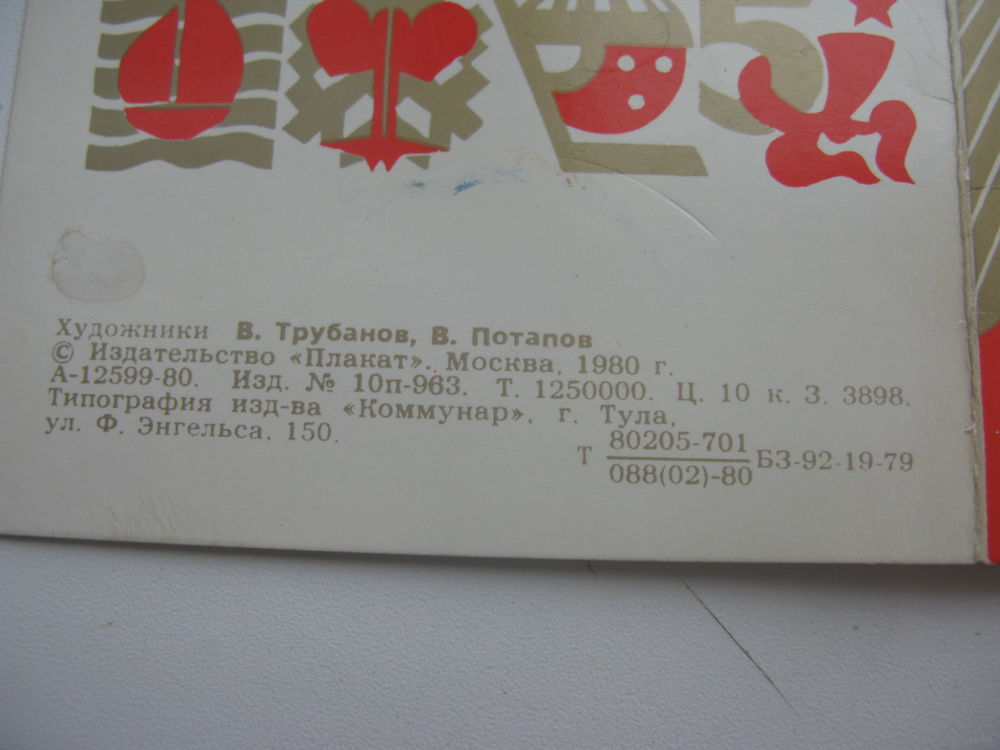 Художники В. Трубанов, В. Потапов
© Издательство «Плакат». Москва, 1980 г.
А-12599-80. Изд. № 10п-963. Т. 1250000. Ц. 10 к. З. 3898.
Типография изд-ва «Коммунар», г. Тула,
ул. Ф. Энгельса, 150.
Т 80205-701
088(02)-80 БЗ-92-19-79